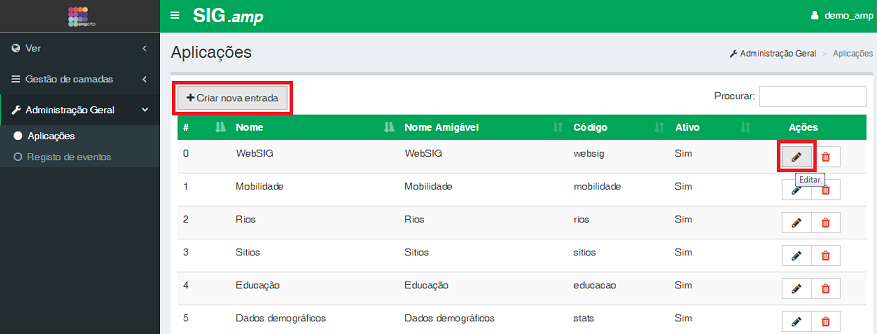 SIG.amp
demo_amp
Ver
Gestão de camadas
Administração Geral
Aplicações
Registo de eventos
Aplicações
Administração Geral > Aplicações
Criar nova entrada
Procurar:
# Nome Nome Amigável Código Ativo Ações
0 WebSIG WebSIG websig Sim
Editar
1 Mobilidade Mobilidade mobilidade Sim
2 Rios Rios rios Sim
3 Sitios Sitios sitios Sim
4 Educação Educação educacao Sim
5 Dados demográficos Dados demográficos stats Sim